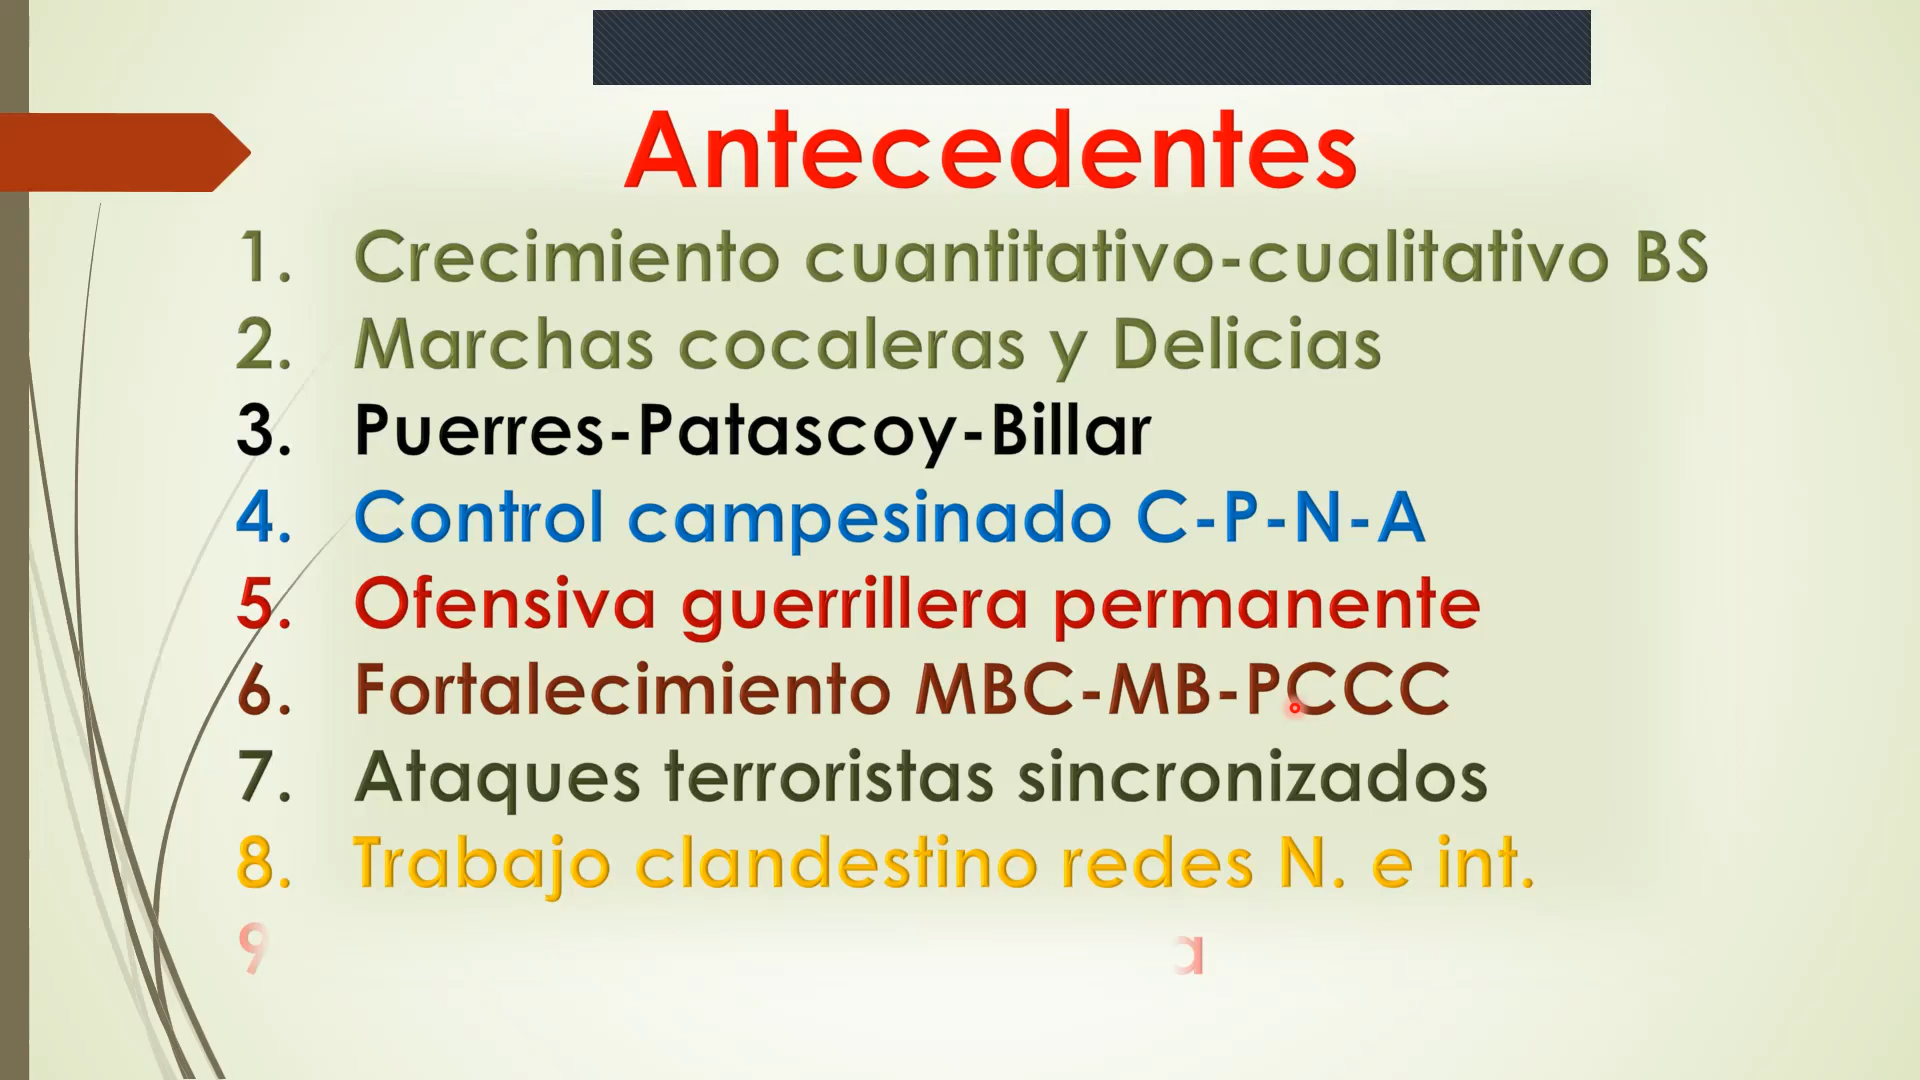 Antecedentes
1. Crecimiento cuantitativo-cualitativo BS
2. Marchas cocaleras y Delicias
3. Puerres-Patascoy-Billar
4. Control campesinado C-P-N-A
5. Ofensiva guerrillera permanente
6. Fortalecimiento MBC-MB-PCCC
7. Ataques terroristas sincronizados
8. Trabajo clandestino redes N. e int.
9